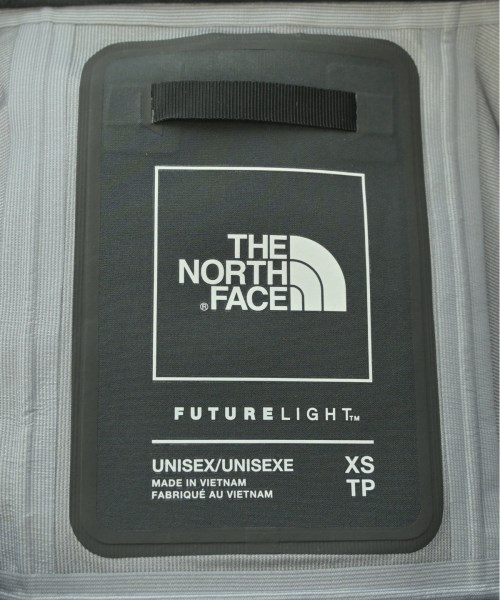 THE
NORTH
® FACE
FUTURELIGHT™
UNISEX/UNISEXE XS
MADE IN VIETNAM TP
FABRIQUÉ AU VIETNAM